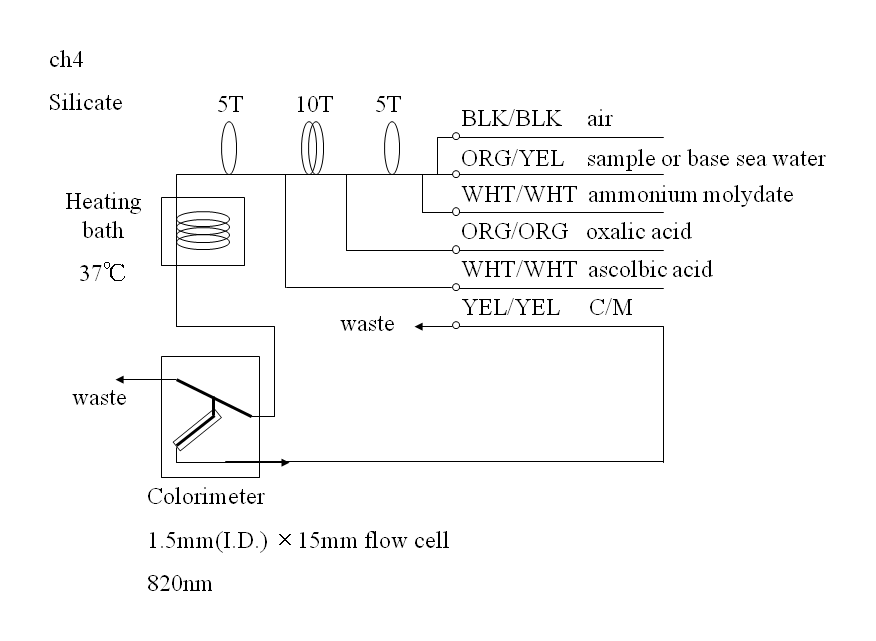 ch4
Silicate
5T 10T 5T
BLK/BLK air
ORG/YEL sample or base sea water
WHT/WHT ammonium molydate
ORG/ORG oxalic acid
WHT/WHT ascolbic acid
YEL/YEL C/M
waste
Heating
bath
37℃
waste
Colorimeter
1.5mm(I.D.) ×15mm flow cell
820nm